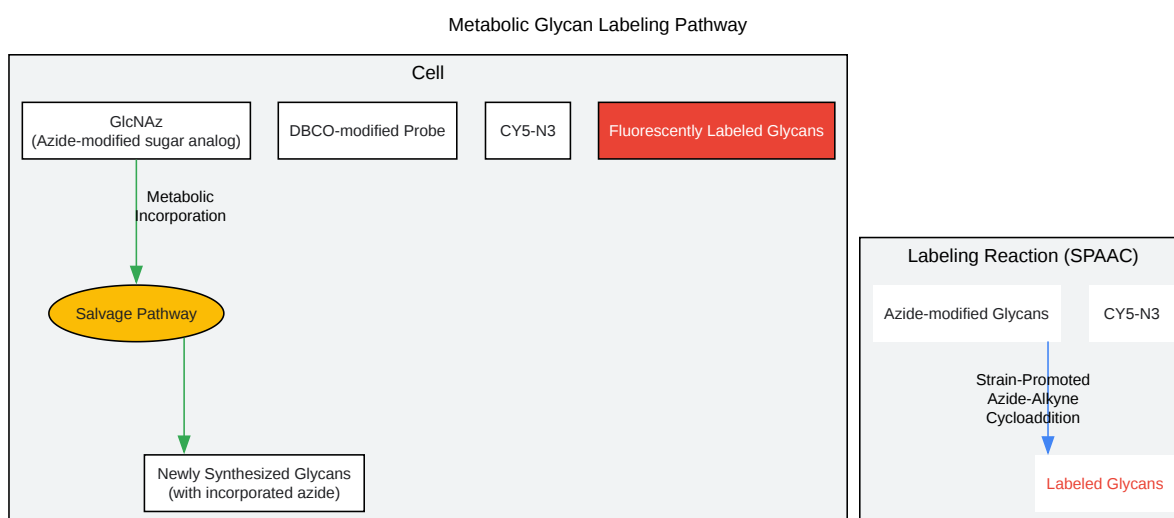 Metabolic Glycan Labeling Pathway
Cell
GlcNAz
(Azide-modified sugar analog)
DBCO-modified Probe
CY5-N3
Fluorescently Labeled Glycans
Metabolic
Incorporation
Salvage Pathway
Newly Synthesized Glycans
(with incorporated azide)
Labeling Reaction (SPAAC)
Azide-modified Glycans
CY5-N3
Strain-Promoted
Azide-Alkyne
Cycloaddition
Labeled Glycans